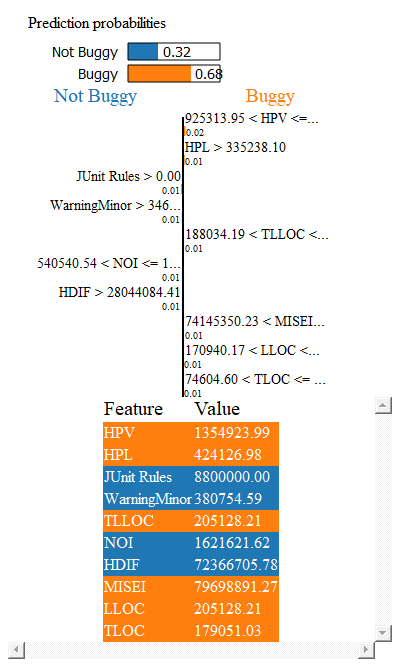 Prediction probabilities
Not Buggy 0.32
Buggy 0.68
Not Buggy Buggy
925313.95 < HPV <=...
0.02
HPL > 335238.10
0.01
JUnit Rules > 0.00
0.01
WarningMinor > 346...
0.01
188034.19 < TLLOC <...
0.01
540540.54 < NOI <= 1...
0.01
HDIF > 28044084.41
0.01
74145350.23 < MISEI...
0.01
170940.17 < LLOC <...
0.01
74604.60 < TLOC <= ...
0.01
Feature Value
HPV 1354923.99
HPL 424126.98
JUnit Rules 8800000.00
WarningMinor 380754.59
TLLOC 205128.21
NOI 1621621.62
HDIF 72366705.78
MISEI 79698891.27
LLOC 205128.21
TLOC 179051.03